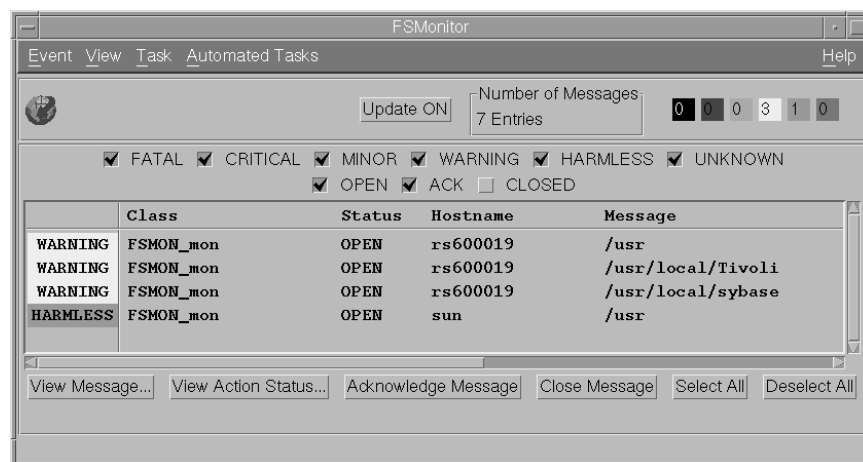 FSMonitor
Event View Task Automated Tasks Help
Update ON
Number of Messages
7 Entries
0 0 0 3 1 0
FATAL CRITICAL MINOR WARNING HARMLESS UNKNOWN
OPEN ACK CLOSED
Class Status Hostname Message
WARNING FSMON_mon OPEN rs600019 /usr
WARNING FSMON_mon OPEN rs600019 /usr/local/Tivoli
WARNING FSMON_mon OPEN rs600019 /usr/local/sybase
HARMLESS FSMON_mon OPEN sun /usr
View Message... View Action Status... Acknowledge Message Close Message Select All Deselect All